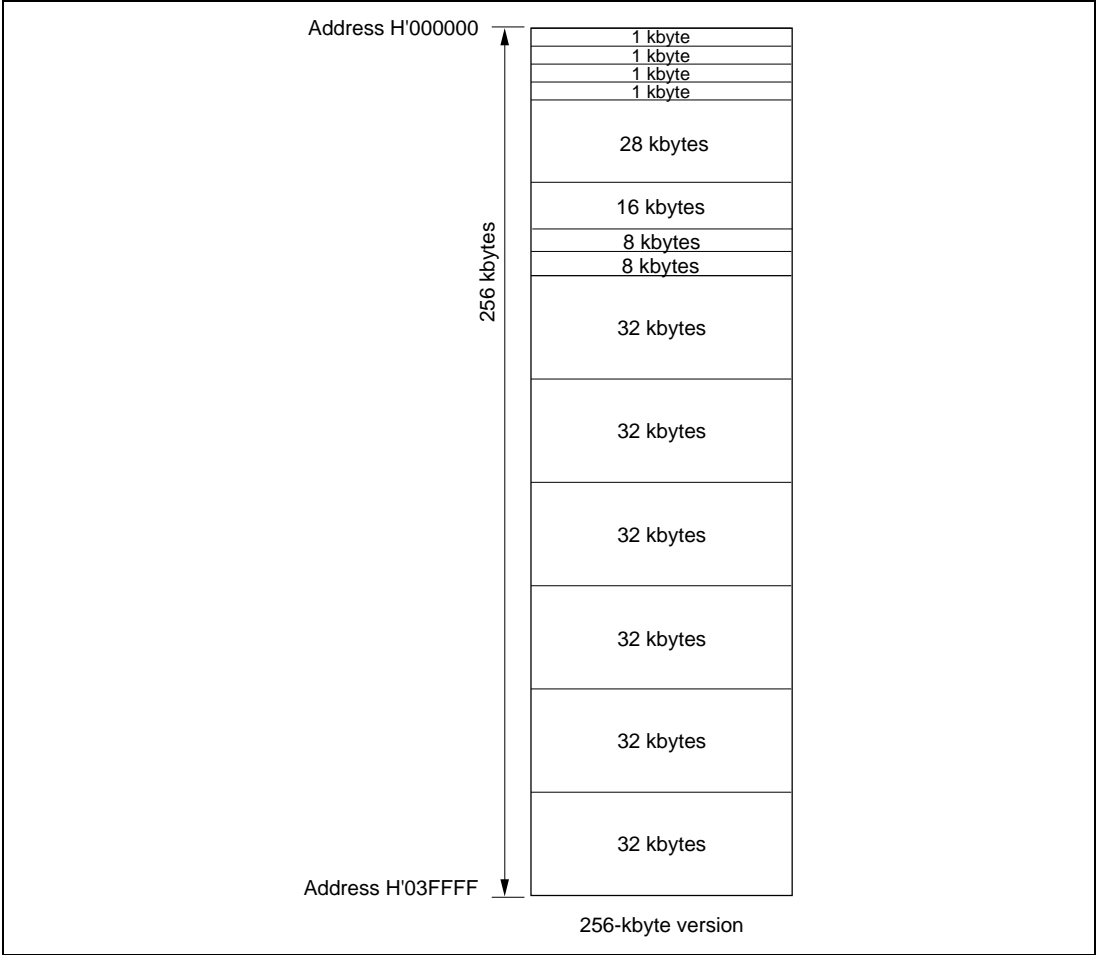 Address H'000000
1 kbyte
1 kbyte
1 kbyte
1 kbyte
28 kbytes
16 kbytes
8 kbytes
8 kbytes
256 kbytes
32 kbytes
32 kbytes
32 kbytes
32 kbytes
32 kbytes
32 kbytes
Address H'03FFFF
256-kbyte version